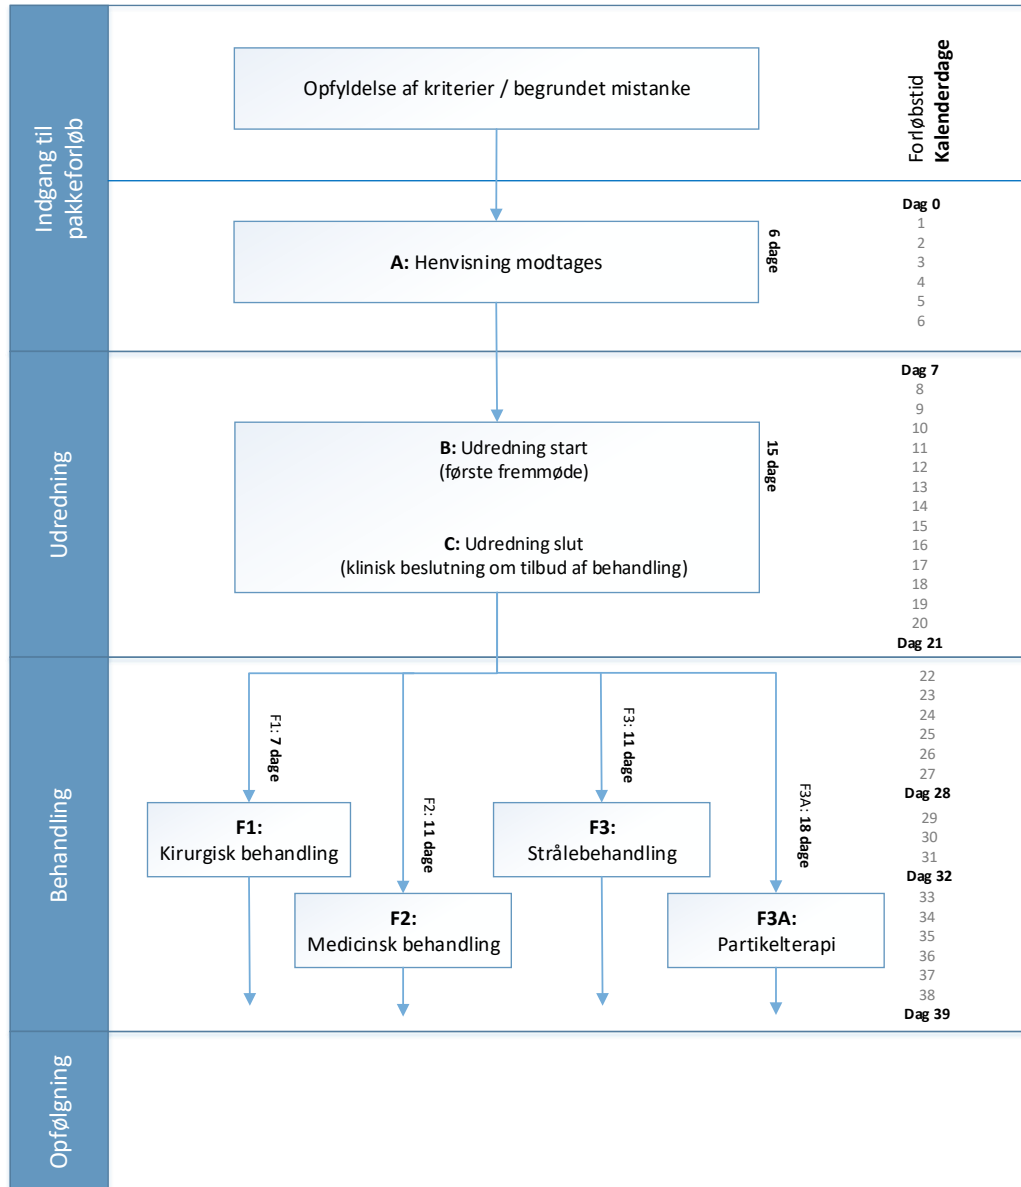 Indgang til
pakkeforløb
Opfyldelse af kriterier / begrundet mistanke
Forløbstid
Kalenderdage
A: Henvisning modtages
6 dage
Dag 0
1
2
3
4
5
6
Udredning
B: Udredning start
(første fremmøde)
C: Udredning slut
(klinisk beslutning om tilbud af behandling)
15 dage
Dag 7
8
9
10
11
12
13
14
15
16
17
18
19
20
Dag 21
Behandling
F1: 7 dage
F2: 11 dage
F3: 11 dage
F3A: 18 dage
F1:
Kirurgisk behandling
F2:
Medicinsk behandling
F3:
Strålebehandling
F3A:
Partikelterapi
22
23
24
25
26
27
Dag 28
29
30
31
Dag 32
33
34
35
36
37
38
Dag 39
Opfølgning